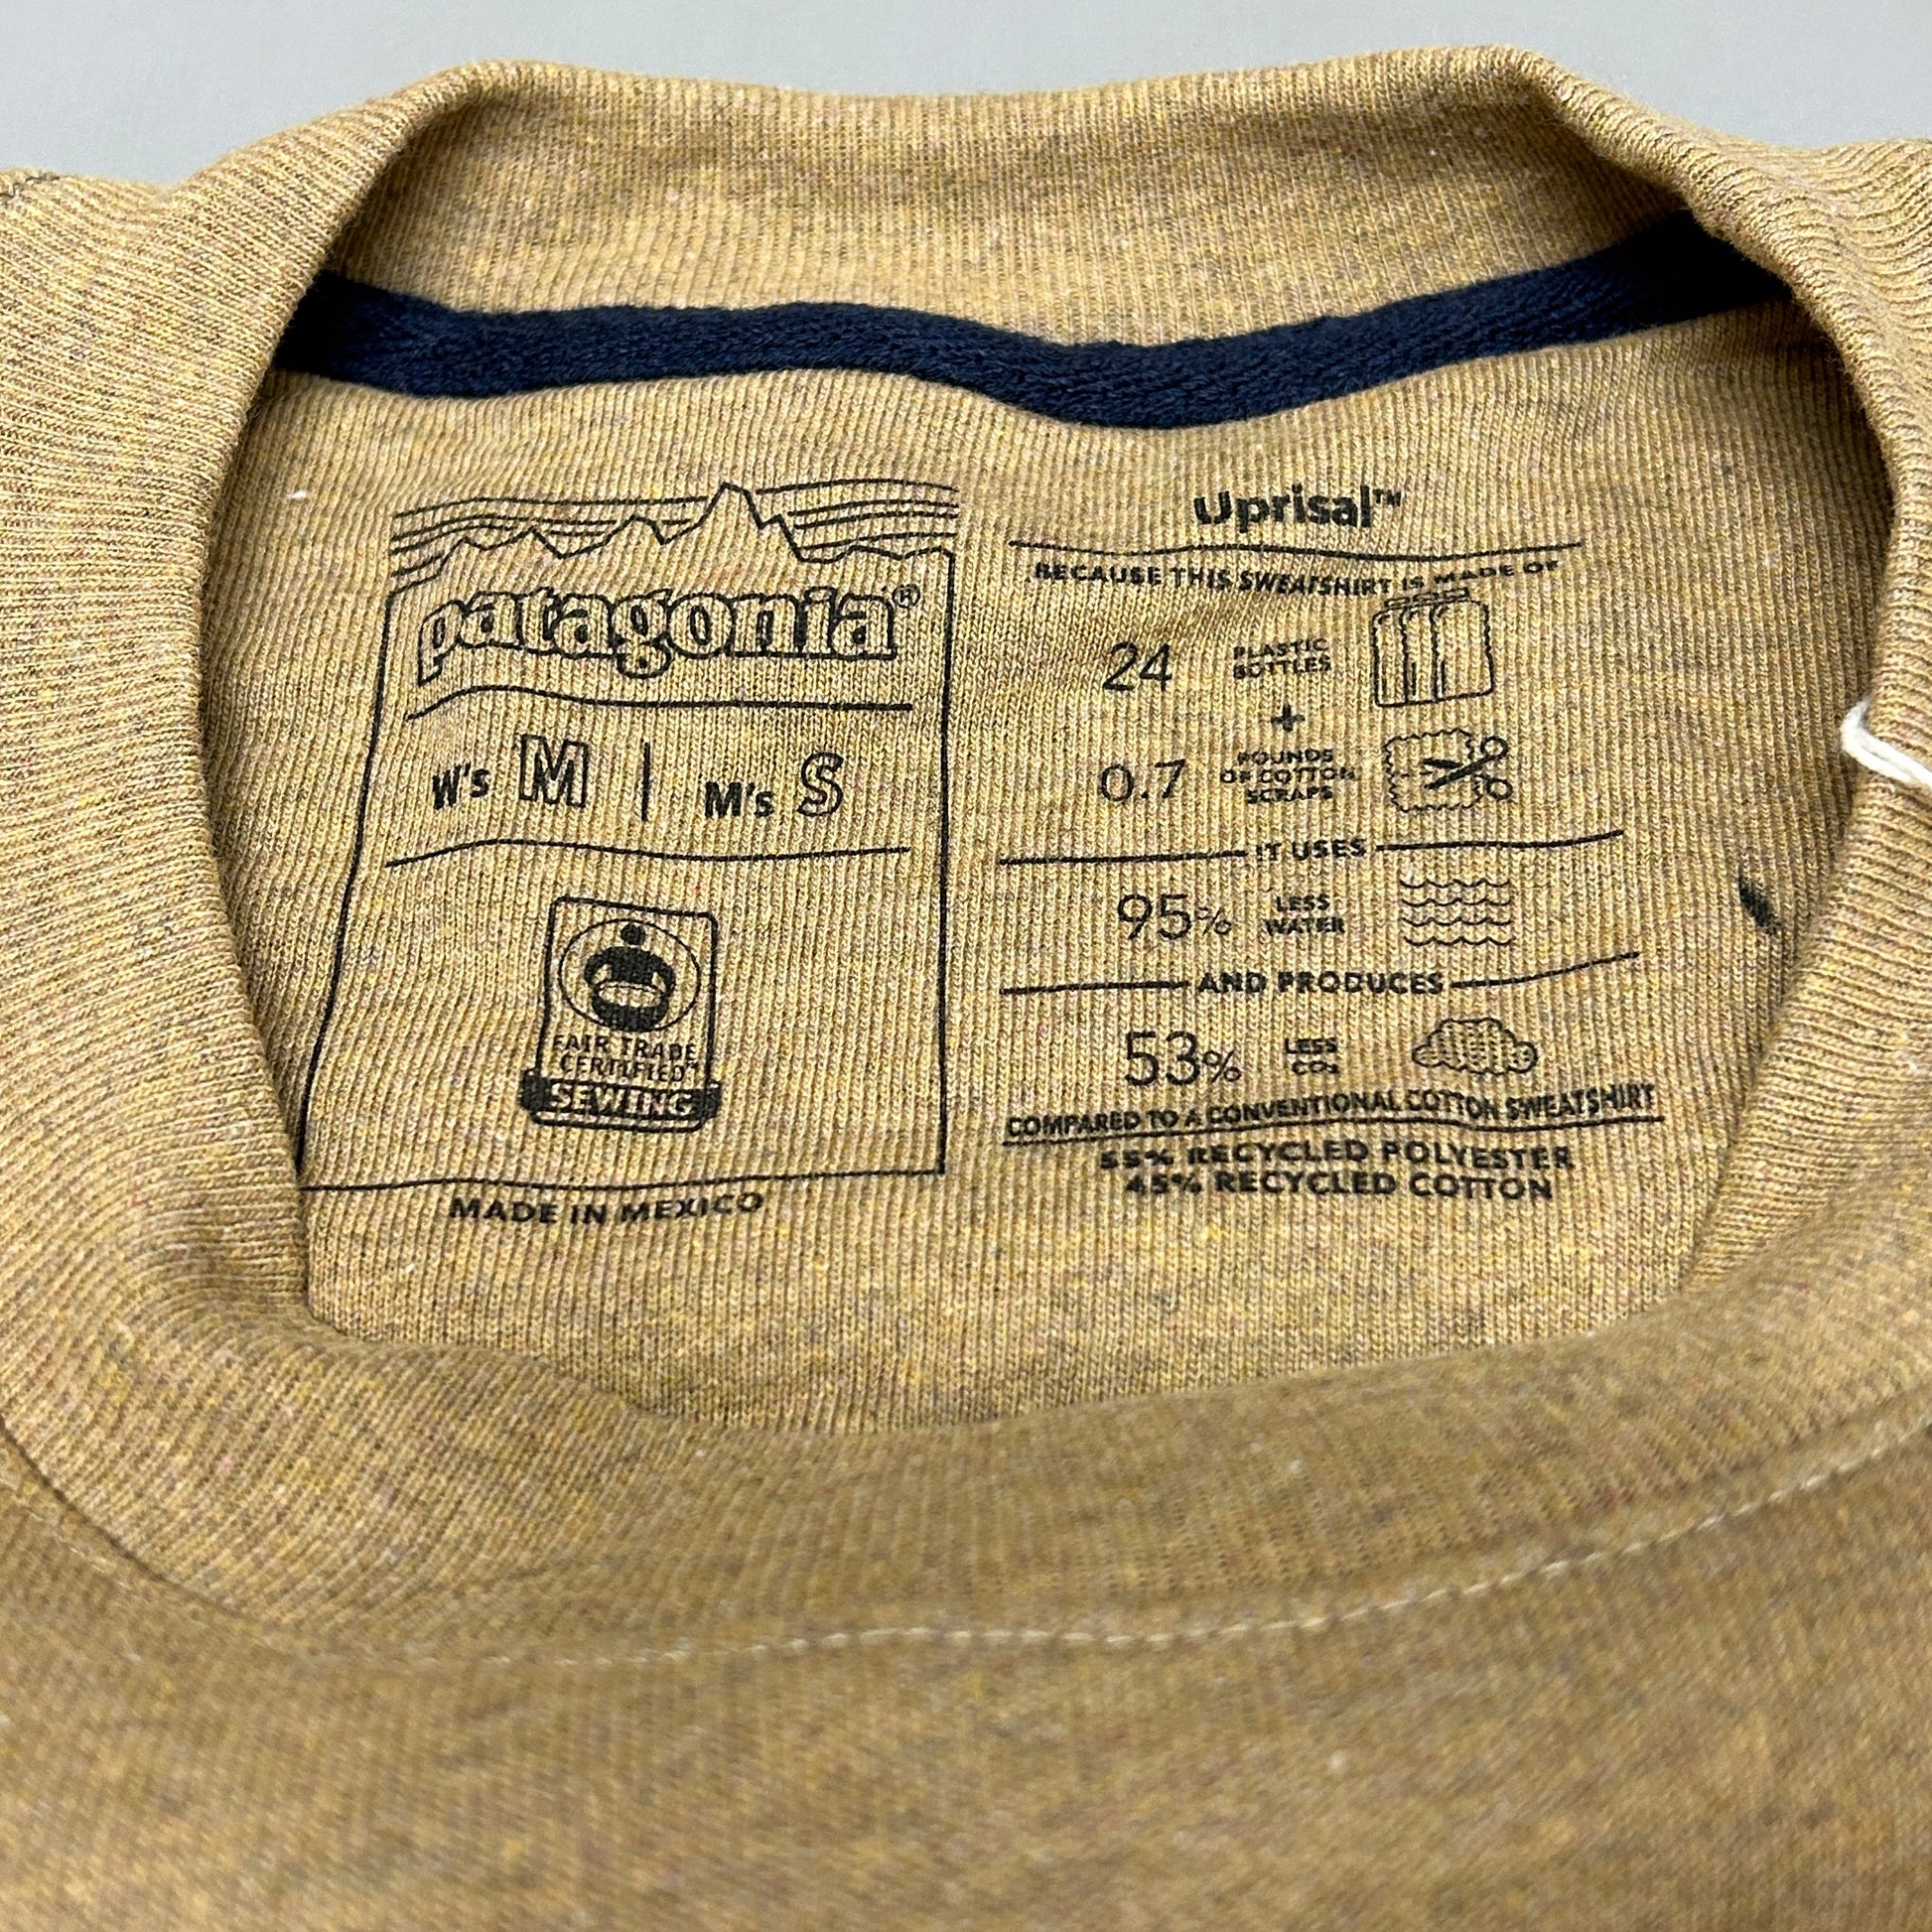 patagonia®
W's M | M's S
FAIR TRADE
CERTIFIED™
SEWING
MADE IN MEXICO
Uprisal™
BECAUSE THIS SWEATSHIRT IS MADE OF
24 PLASTIC
BOTTLES
+
0.7 POUNDS
OF COTTON
SCRAPS
IT USES
95% LESS
WATER
AND PRODUCES
53% LESS
CO₂
COMPARED TO A CONVENTIONAL COTTON SWEATSHIRT
55% RECYCLED POLYESTER
45% RECYCLED COTTON